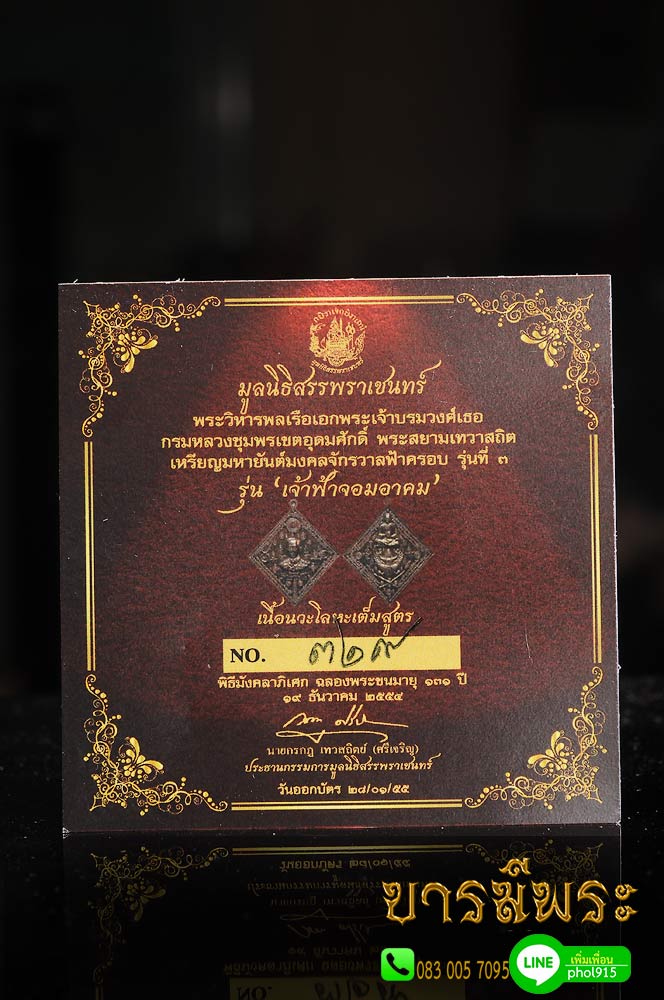 มูลนิธิสรรพราเชนทร์
พระวิหารพลเรือเอกพระเจ้าบรมวงศ์เธอ
กรมหลวงชุมพรเขตอุดมศักดิ์ พระสยามเทวาสถิต
เหรียญมหายันต์มงคลจักรวาลฟ้าครอบ รุ่นที่ ๓
รุ่น 'เจ้าฟ้าจอมอาคม'
เนื้อนวะโลหะเต็มสูตร
NO. ๓๒๙
พิธีมังคลาภิเศก ฉลองพระชนมายุ ๑๓๑ ปี
๑๙ ธันวาคม ๒๕๕๔
นายกรกฎ เทวสถิตย์ (ศรีเจริญ)
ประธานกรรมการมูลนิธิสรรพราเชนทร์
วันออกบัตร ๒๘/๐๑/๕๕
บารมีพระ
083 005 7095
LINE
เพิ่มเพื่อน
phol915